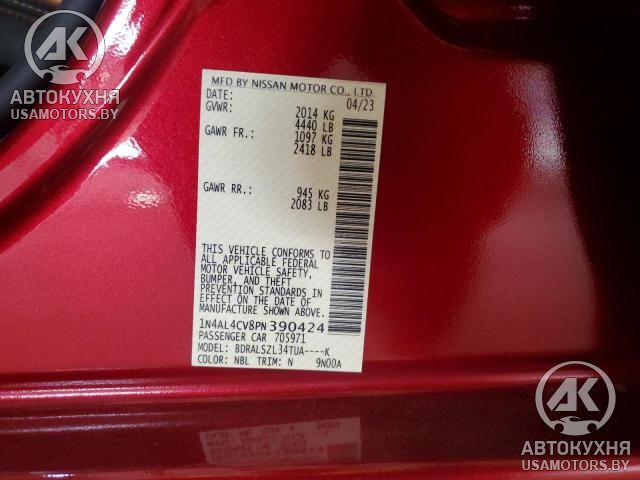 АК
АВТОКУХНЯ
USAMOTORS.BY
MFD BY NISSAN MOTOR CO., LTD.
DATE: 04/23
GVWR: 2014 KG
4440 LB
GAWR FR.: 1097 KG
2418 LB
GAWR RR.: 945 KG
2083 LB
THIS VEHICLE CONFORMS TO
ALL APPLICABLE FEDERAL
MOTOR VEHICLE SAFETY,
BUMPER, AND THEFT
PREVENTION STANDARDS IN
EFFECT ON THE DATE OF
MANUFACTURE SHOWN ABOVE.
1N4AL4CV8PN390424
PASSENGER CAR 705971
MODEL: BDRALSZL34TUA----K
COLOR: NBL TRIM: N 9N00A
АК
АВТОКУХНЯ
USAMOTORS.BY